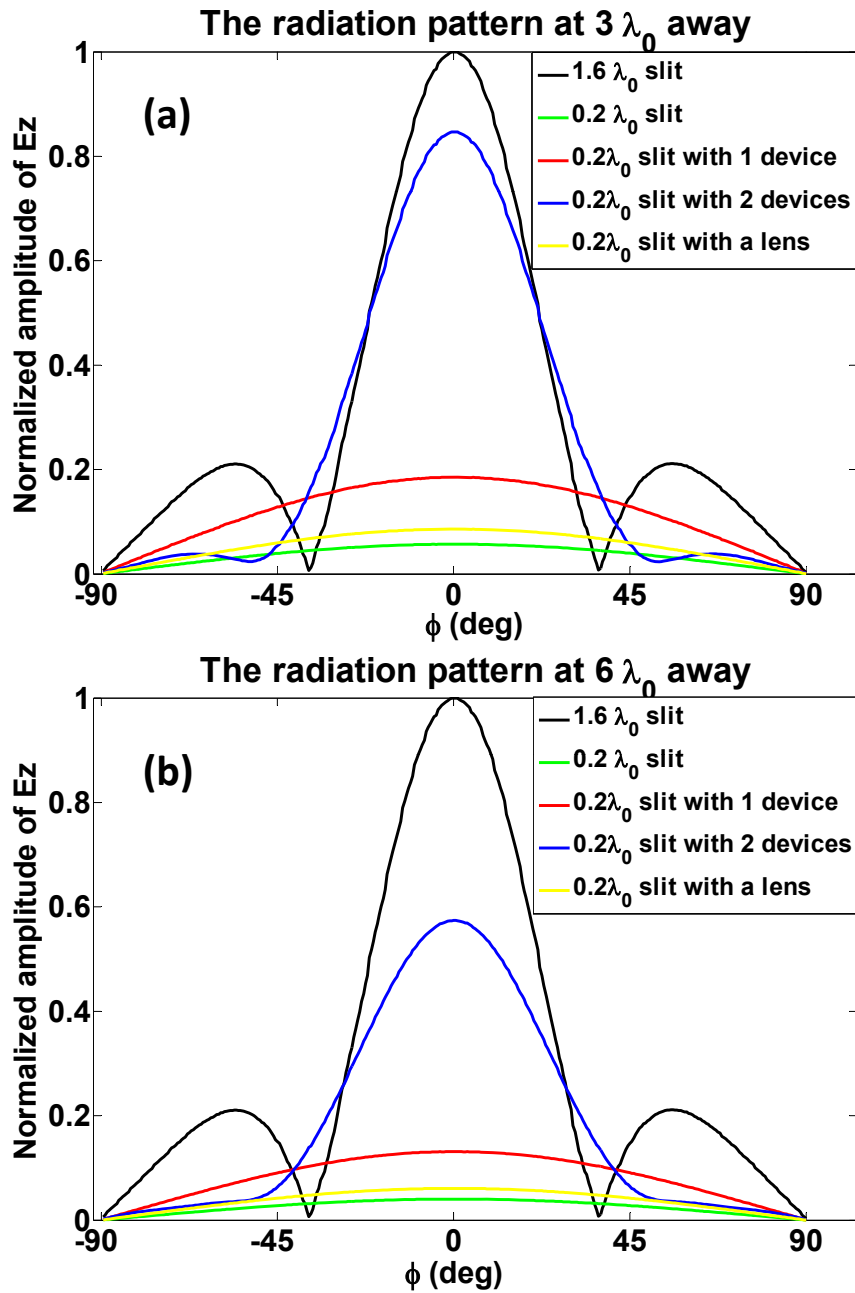 The radiation pattern at 3 λ0 away
(a)
1.6 λ0 slit
0.2 λ0 slit
0.2λ0 slit with 1 device
0.2λ0 slit with 2 devices
0.2λ0 slit with a lens
Normalized amplitude of Ez
1
0.8
0.6
0.4
0.2
0
-90
-45
0
45
90
ϕ (deg)
The radiation pattern at 6 λ0 away
(b)
1.6 λ0 slit
0.2 λ0 slit
0.2λ0 slit with 1 device
0.2λ0 slit with 2 devices
0.2λ0 slit with a lens
Normalized amplitude of Ez
1
0.8
0.6
0.4
0.2
0
-90
-45
0
45
90
ϕ (deg)